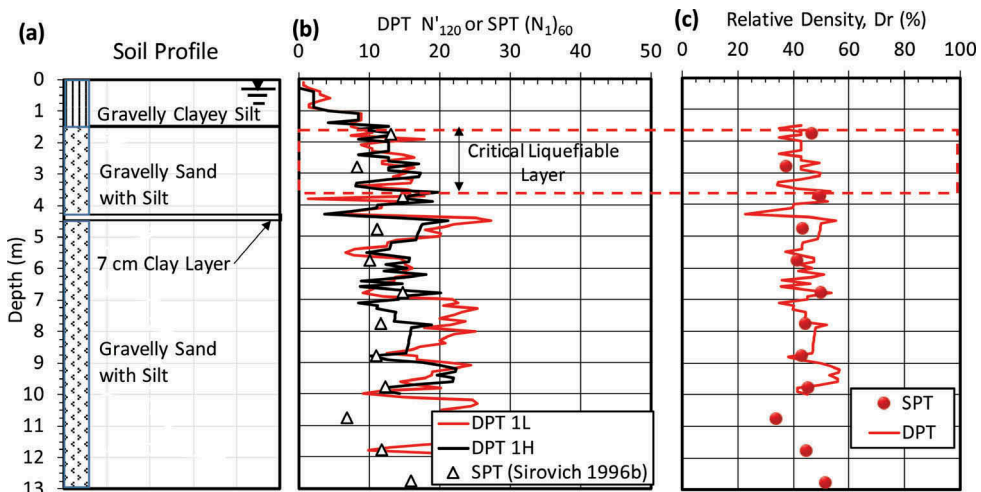 (a)
Soil Profile
0
1
2
3
4
5
6
7
8
9
10
11
12
13
Depth (m)
Gravelly Clayey Silt
Gravelly Sand
with Silt
7 cm Clay Layer
Gravelly Sand
with Silt
(b)
DPT N'120 or SPT (N1)60
0 10 20 30 40 50
Critical Liquefiable
Layer
DPT 1L
DPT 1H
SPT (Sirovich 1996b)
(c)
Relative Density, Dr (%)
0 20 40 60 80 100
SPT
DPT